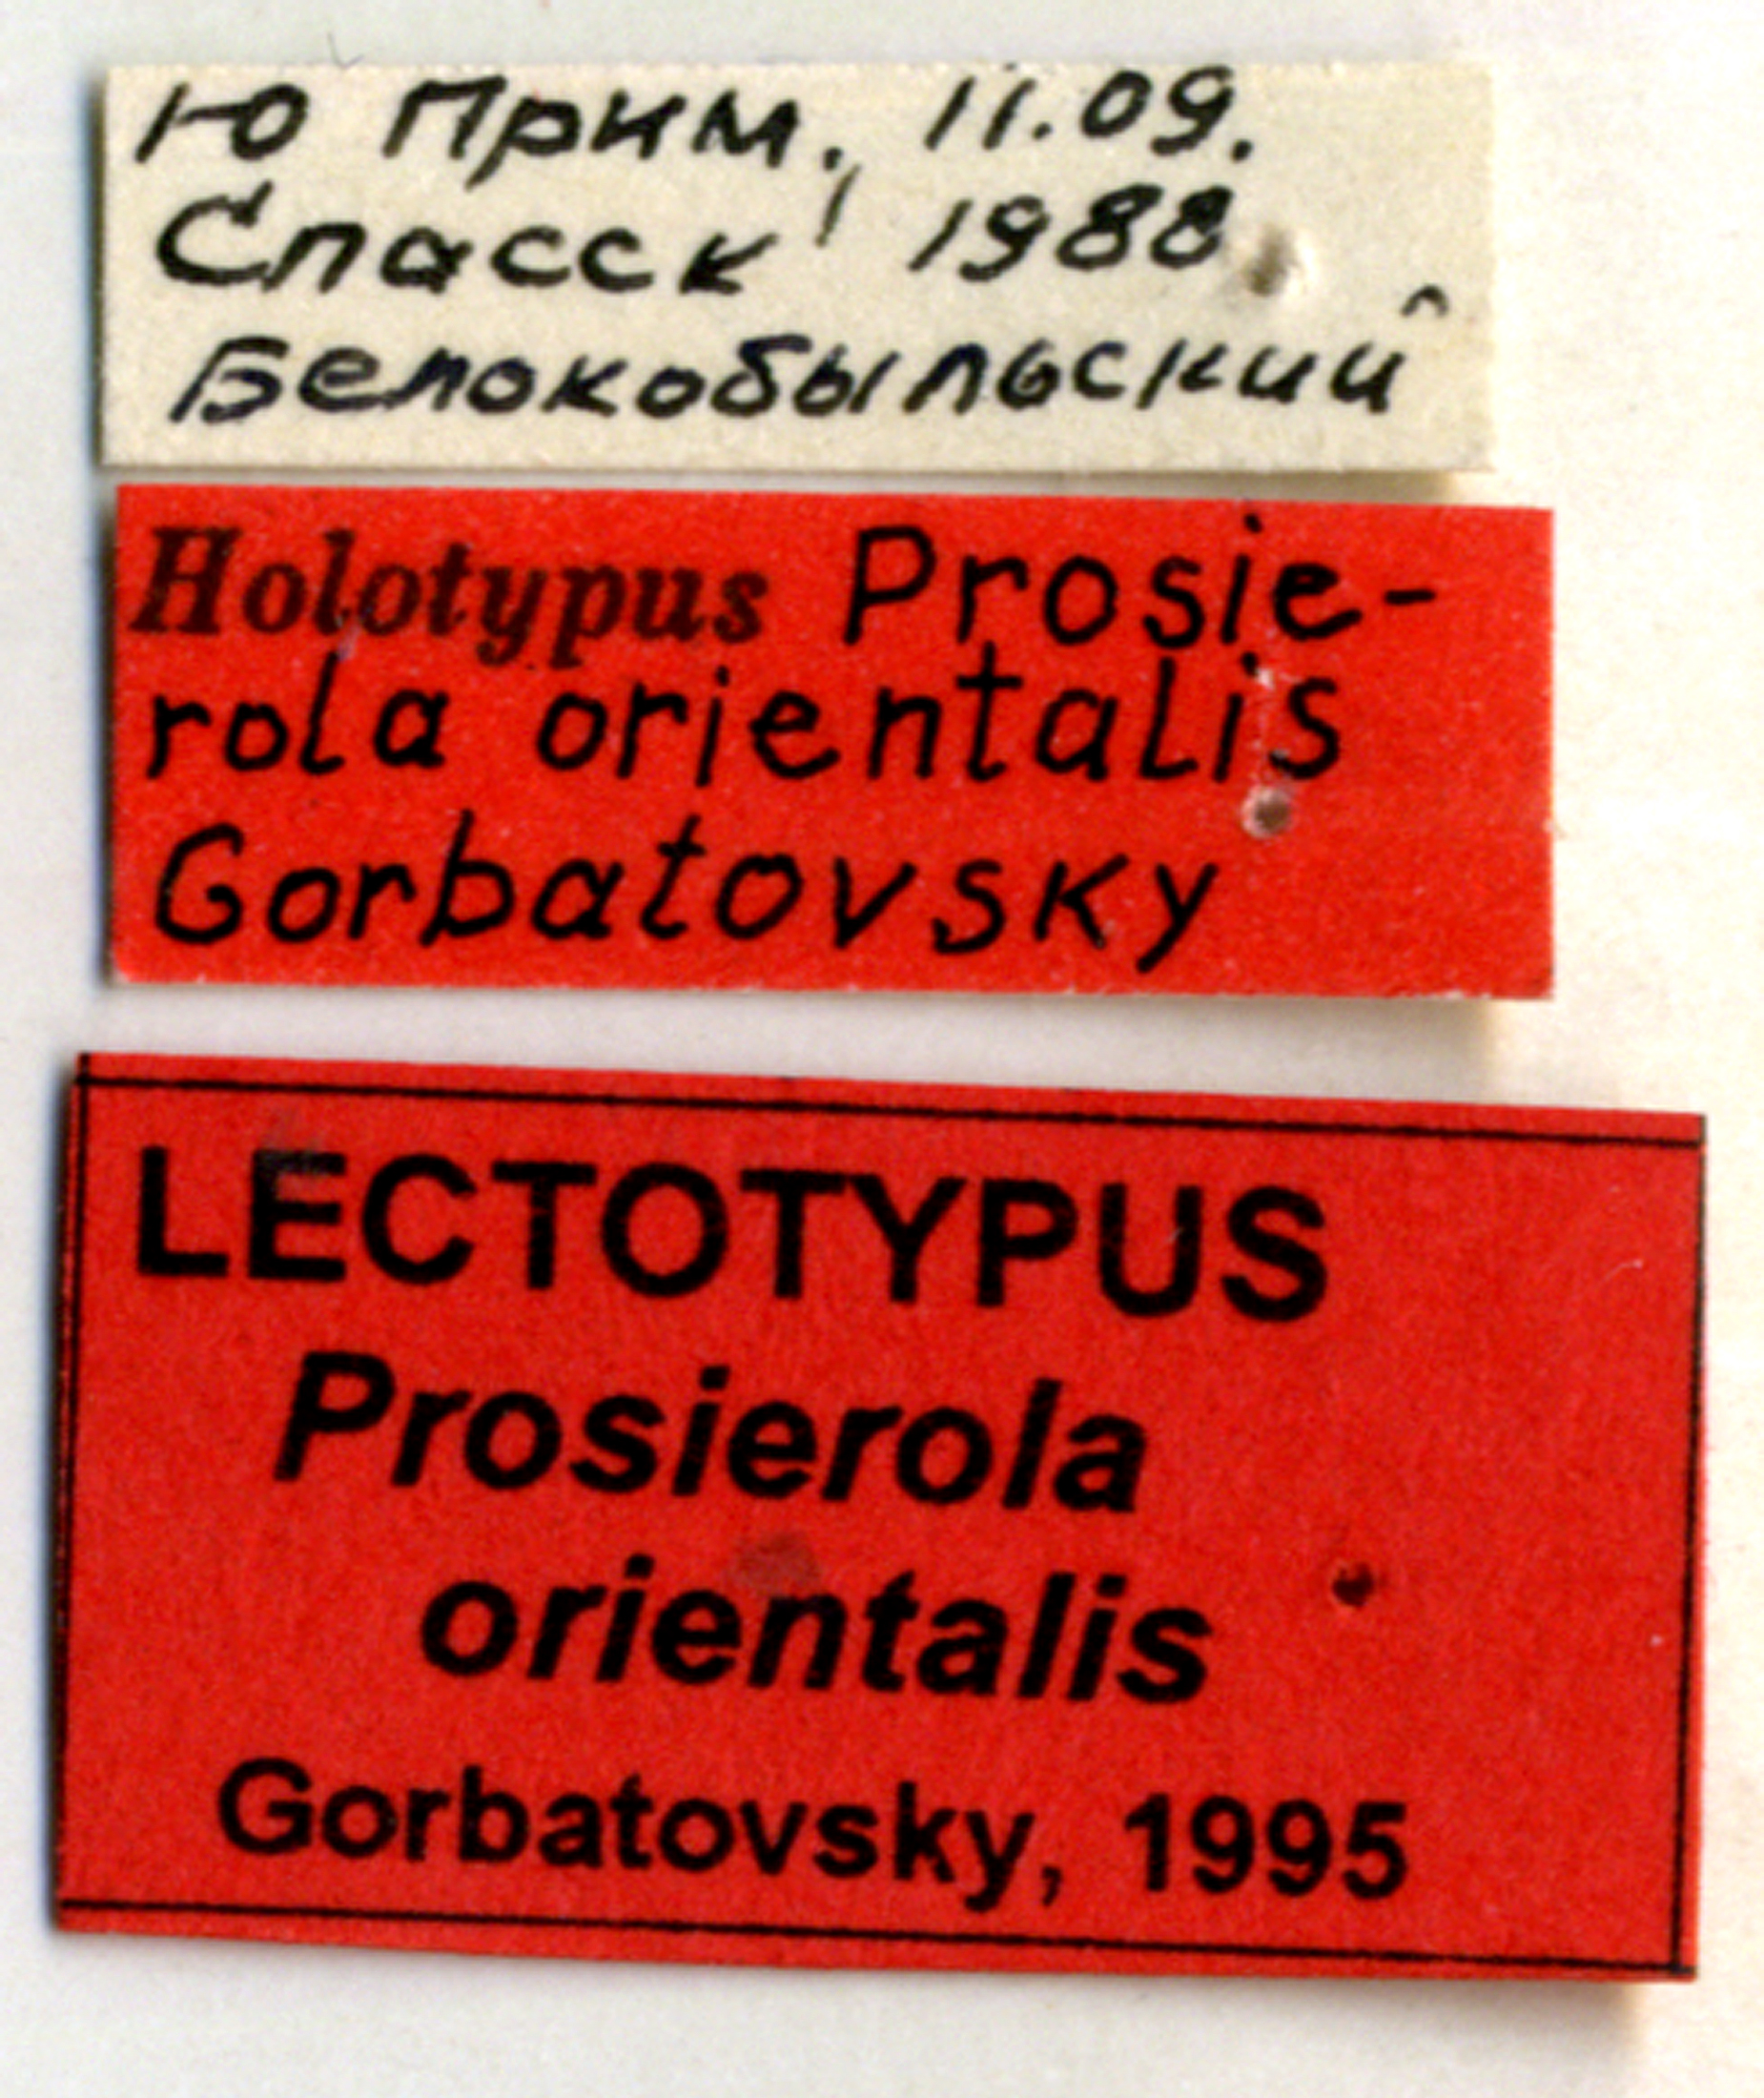 Ю Прим. 11.09.
Спасск 1988
Белокобыльский
Holotypus Prosie-
rola orientalis
Gorbatovsky
LECTOTYPUS
Prosierola
orientalis
Gorbatovsky, 1995